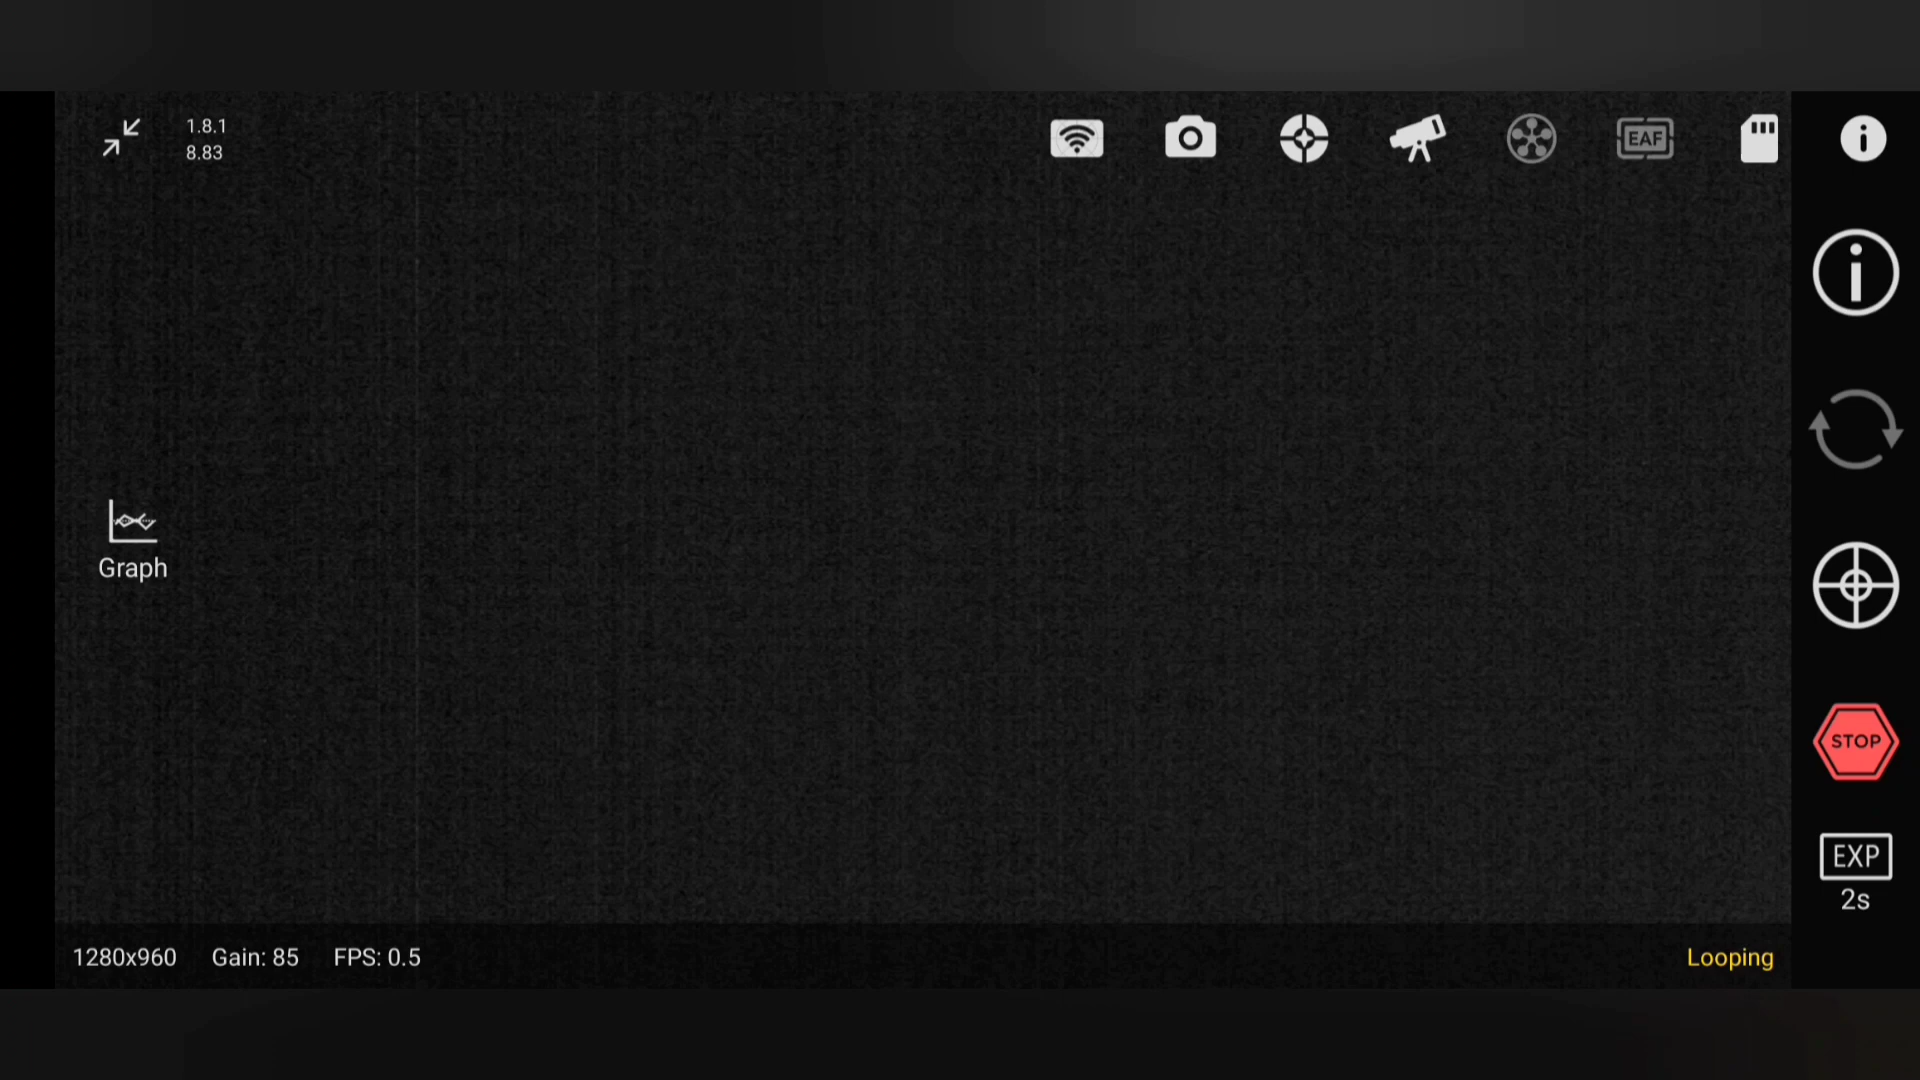 1.8.1
8.83
EAF
Graph
STOP
EXP
2s
1280x960 Gain: 85 FPS: 0.5
Looping